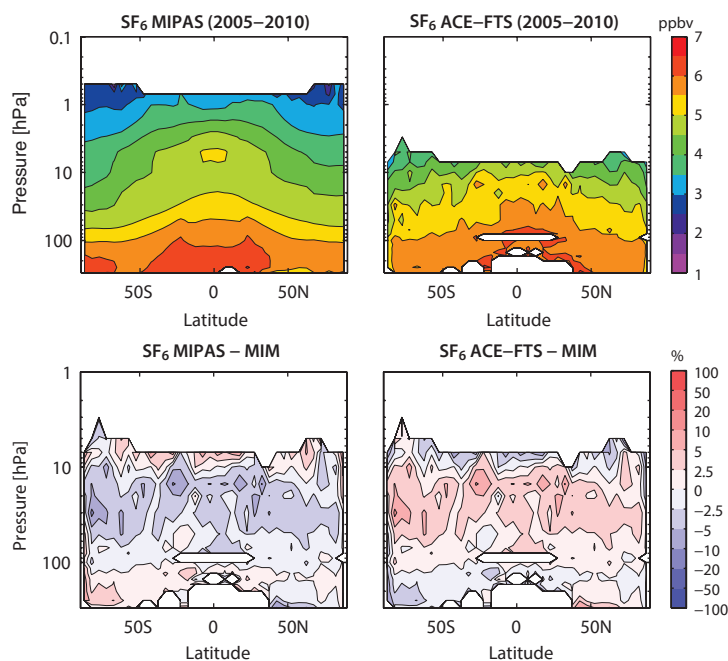 SF₆ MIPAS (2005−2010)
SF₆ ACE−FTS (2005−2010)
ppbv
0.1
1
10
100
Pressure [hPa]
50S 0 50N
Latitude
50S 0 50N
Latitude
7
6
5
4
3
2
1
SF₆ MIPAS − MIM
SF₆ ACE−FTS − MIM
%
1
10
100
Pressure [hPa]
50S 0 50N
Latitude
50S 0 50N
Latitude
100
50
20
10
5
2.5
0
−2.5
−5
−10
−20
−50
−100